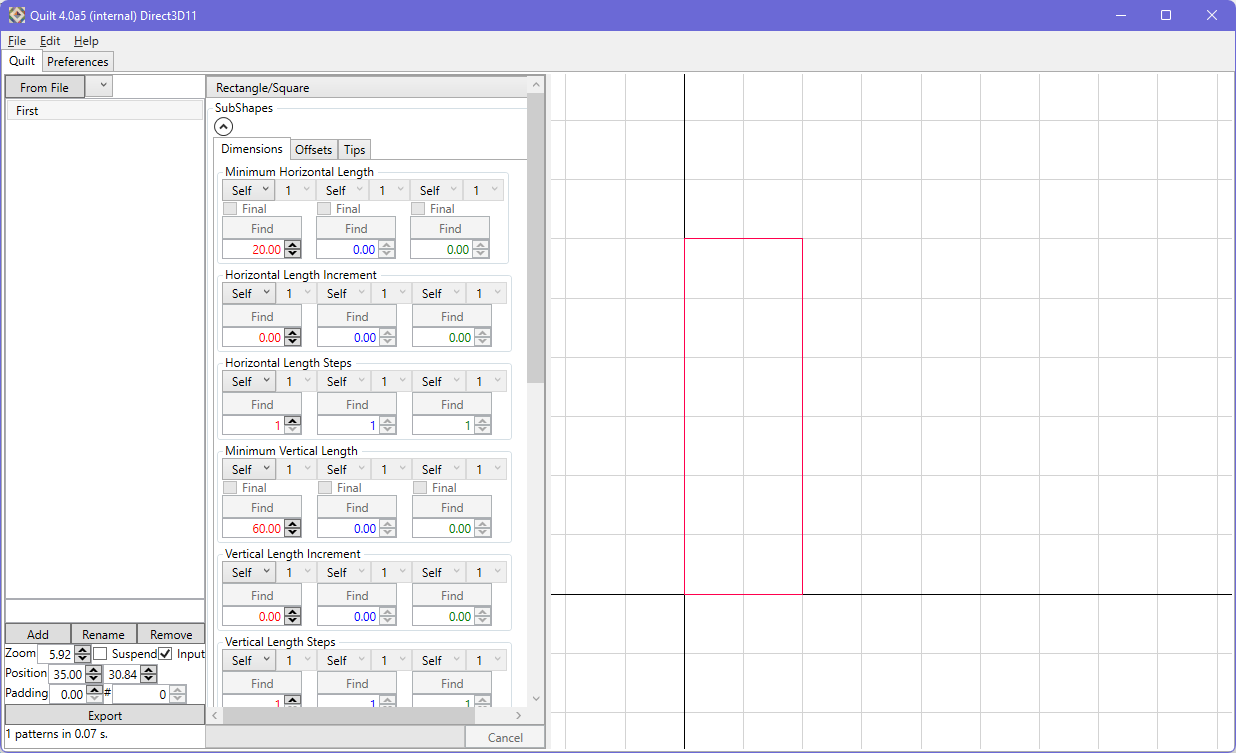 Quilt 4.0a5 (internal) Direct3D11
File Edit Help
Quilt Preferences
From File
First
Rectangle/Square
SubShapes
Dimensions Offsets Tips
Minimum Horizontal Length
Self 1 Self 1 Self 1
Final Final Final
Find Find Find
20.00 0.00 0.00
Horizontal Length Increment
Self 1 Self 1 Self 1
Find Find Find
0.00 0.00 0.00
Horizontal Length Steps
Self 1 Self 1 Self 1
Find Find Find
1 1 1
Minimum Vertical Length
Self 1 Self 1 Self 1
Final Final Final
Find Find Find
60.00 0.00 0.00
Vertical Length Increment
Self 1 Self 1 Self 1
Find Find Find
0.00 0.00 0.00
Vertical Length Steps
Self 1 Self 1 Self 1
Find Find Find
1 1 1
Add Rename Remove
Zoom 5.92 Suspend Input
Position 35.00 30.84
Padding 0.00 # 0
Export
1 patterns in 0.07 s.
Cancel